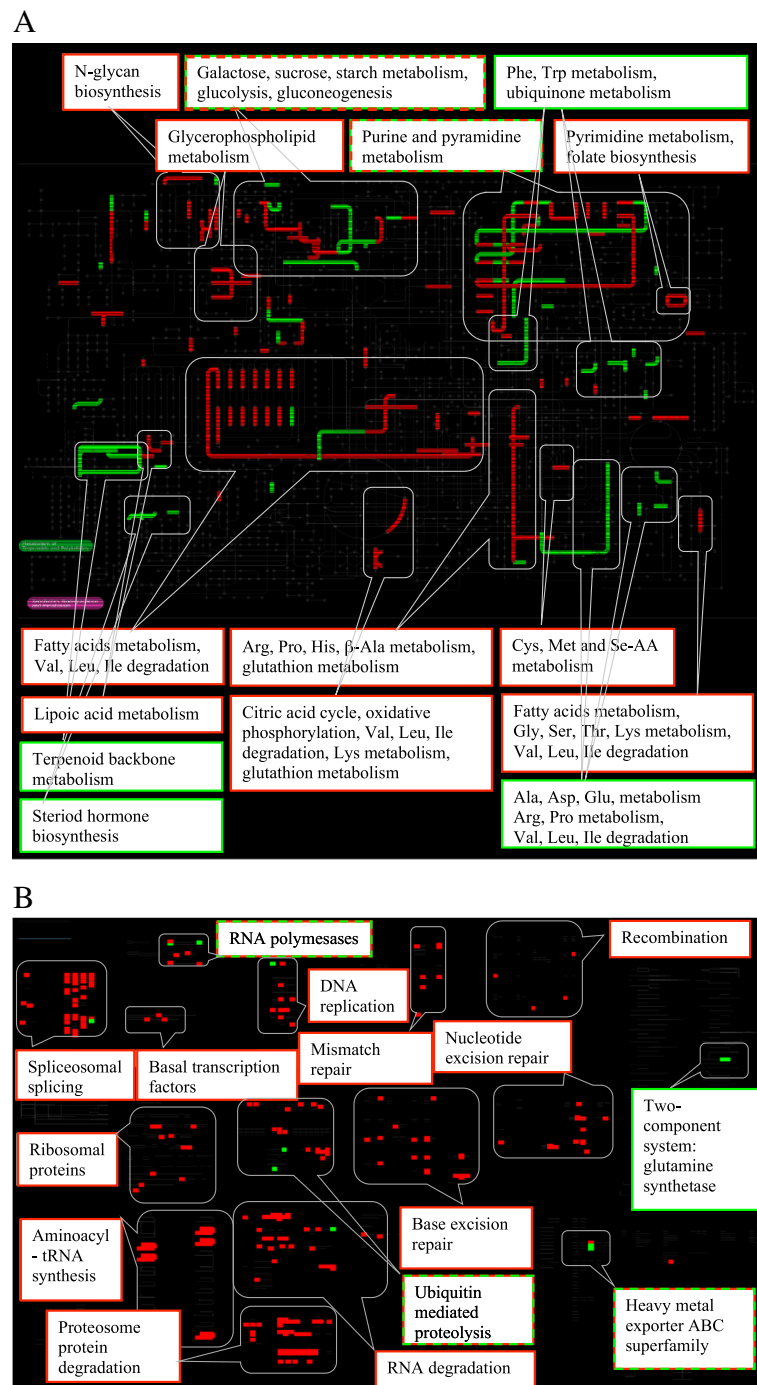 A
N-glycan
biosynthesis
Galactose, sucrose, starch metabolism,
glucolysis, gluconeogenesis
Phe, Trp metabolism,
ubiquinone metabolism
Glycerophospholipid
metabolism
Purine and pyramidine
metabolism
Pyrimidine metabolism,
folate biosynthesis
Fatty acids metabolism,
Val, Leu, Ile degradation
Arg, Pro, His, β-Ala metabolism,
glutathion metabolism
Cys, Met and Se-AA
metabolism
Lipoic acid metabolism
Citric acid cycle, oxidative
phosphorylation, Val, Leu, Ile
degradation, Lys metabolism,
glutathion metabolism
Fatty acids metabolism,
Gly, Ser, Thr, Lys metabolism,
Val, Leu, Ile degradation
Terpenoid backbone
metabolism
Steriod hormone
biosynthesis
Ala, Asp, Glu, metabolism
Arg, Pro metabolism,
Val, Leu, Ile degradation
B
RNA polymesases
Recombination
DNA
replication
Spliceosomal
splicing
Basal transcription
factors
Mismatch
repair
Nucleotide
excision repair
Two-
component
system:
glutamine
synthetase
Ribosomal
proteins
Aminoacyl
- tRNA
synthesis
Base excision
repair
Proteosome
protein
degradation
Ubiquitin
mediated
proteolysis
RNA degradation
Heavy metal
exporter ABC
superfamily